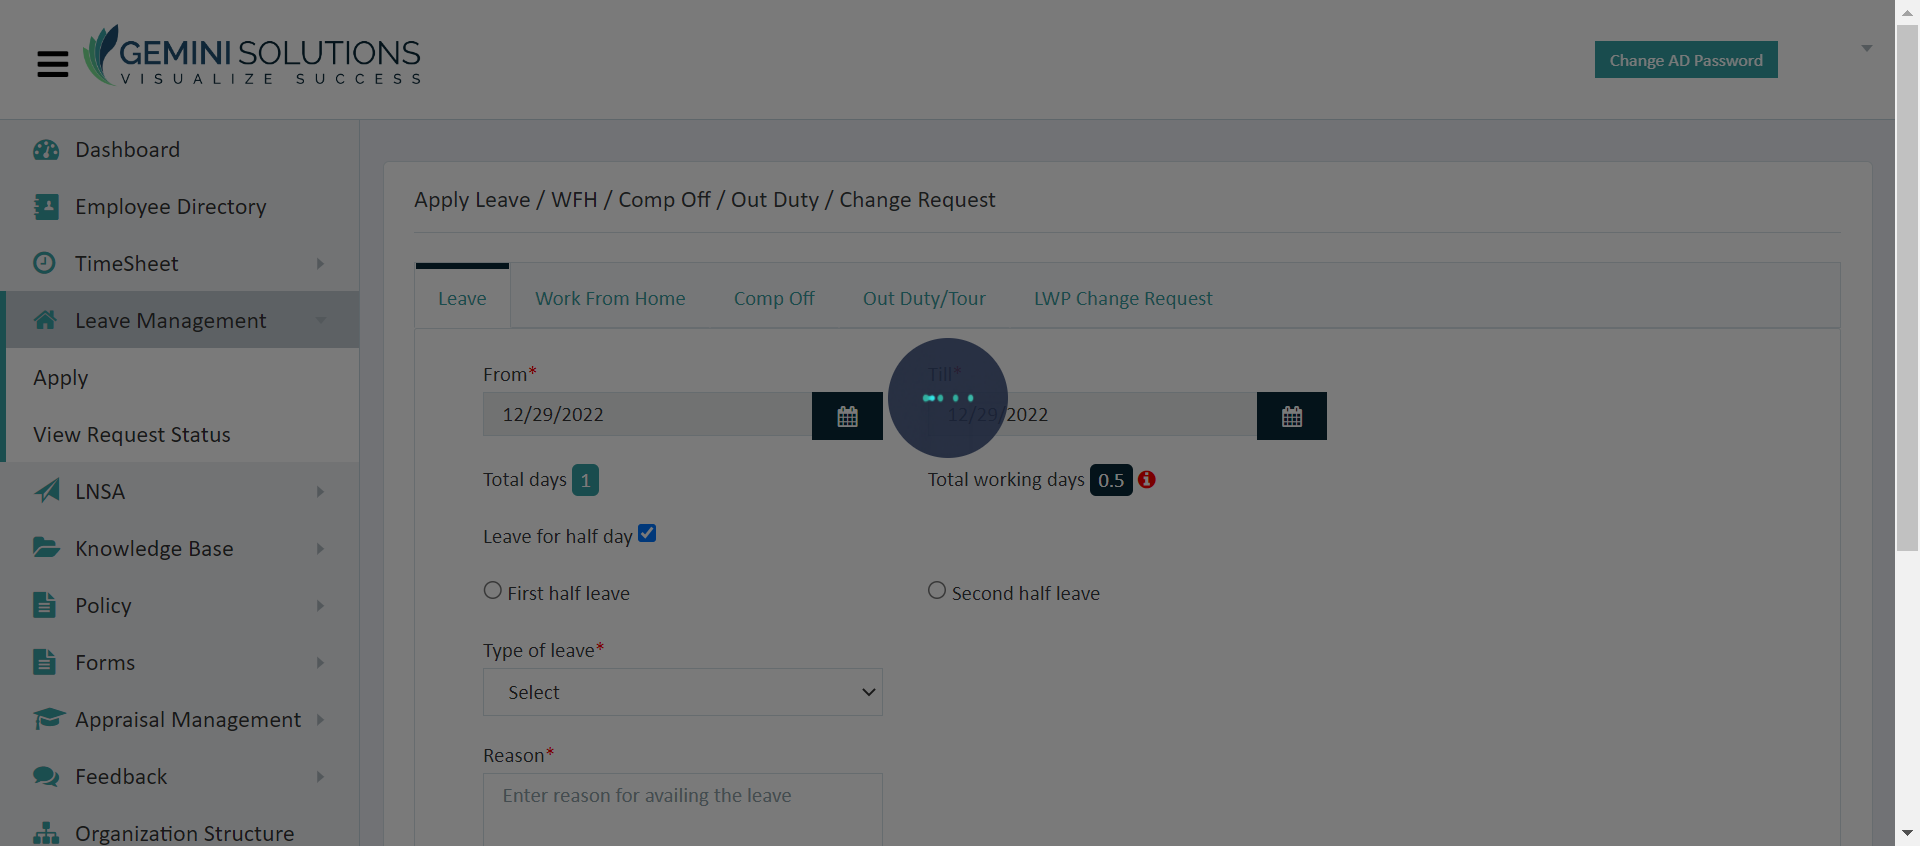 GEMINI SOLUTIONS
VISUALIZE SUCCESS
Change AD Password
Dashboard
Employee Directory
TimeSheet
Leave Management
Apply
View Request Status
LNSA
Knowledge Base
Policy
Forms
Appraisal Management
Feedback
Organization Structure
Apply Leave / WFH / Comp Off / Out Duty / Change Request
Leave Work From Home Comp Off Out Duty/Tour LWP Change Request
From* Till*
12/29/2022 12/29/2022
Total days 1 Total working days 0.5
Leave for half day
First half leave Second half leave
Type of leave*
Select
Reason*
Enter reason for availing the leave